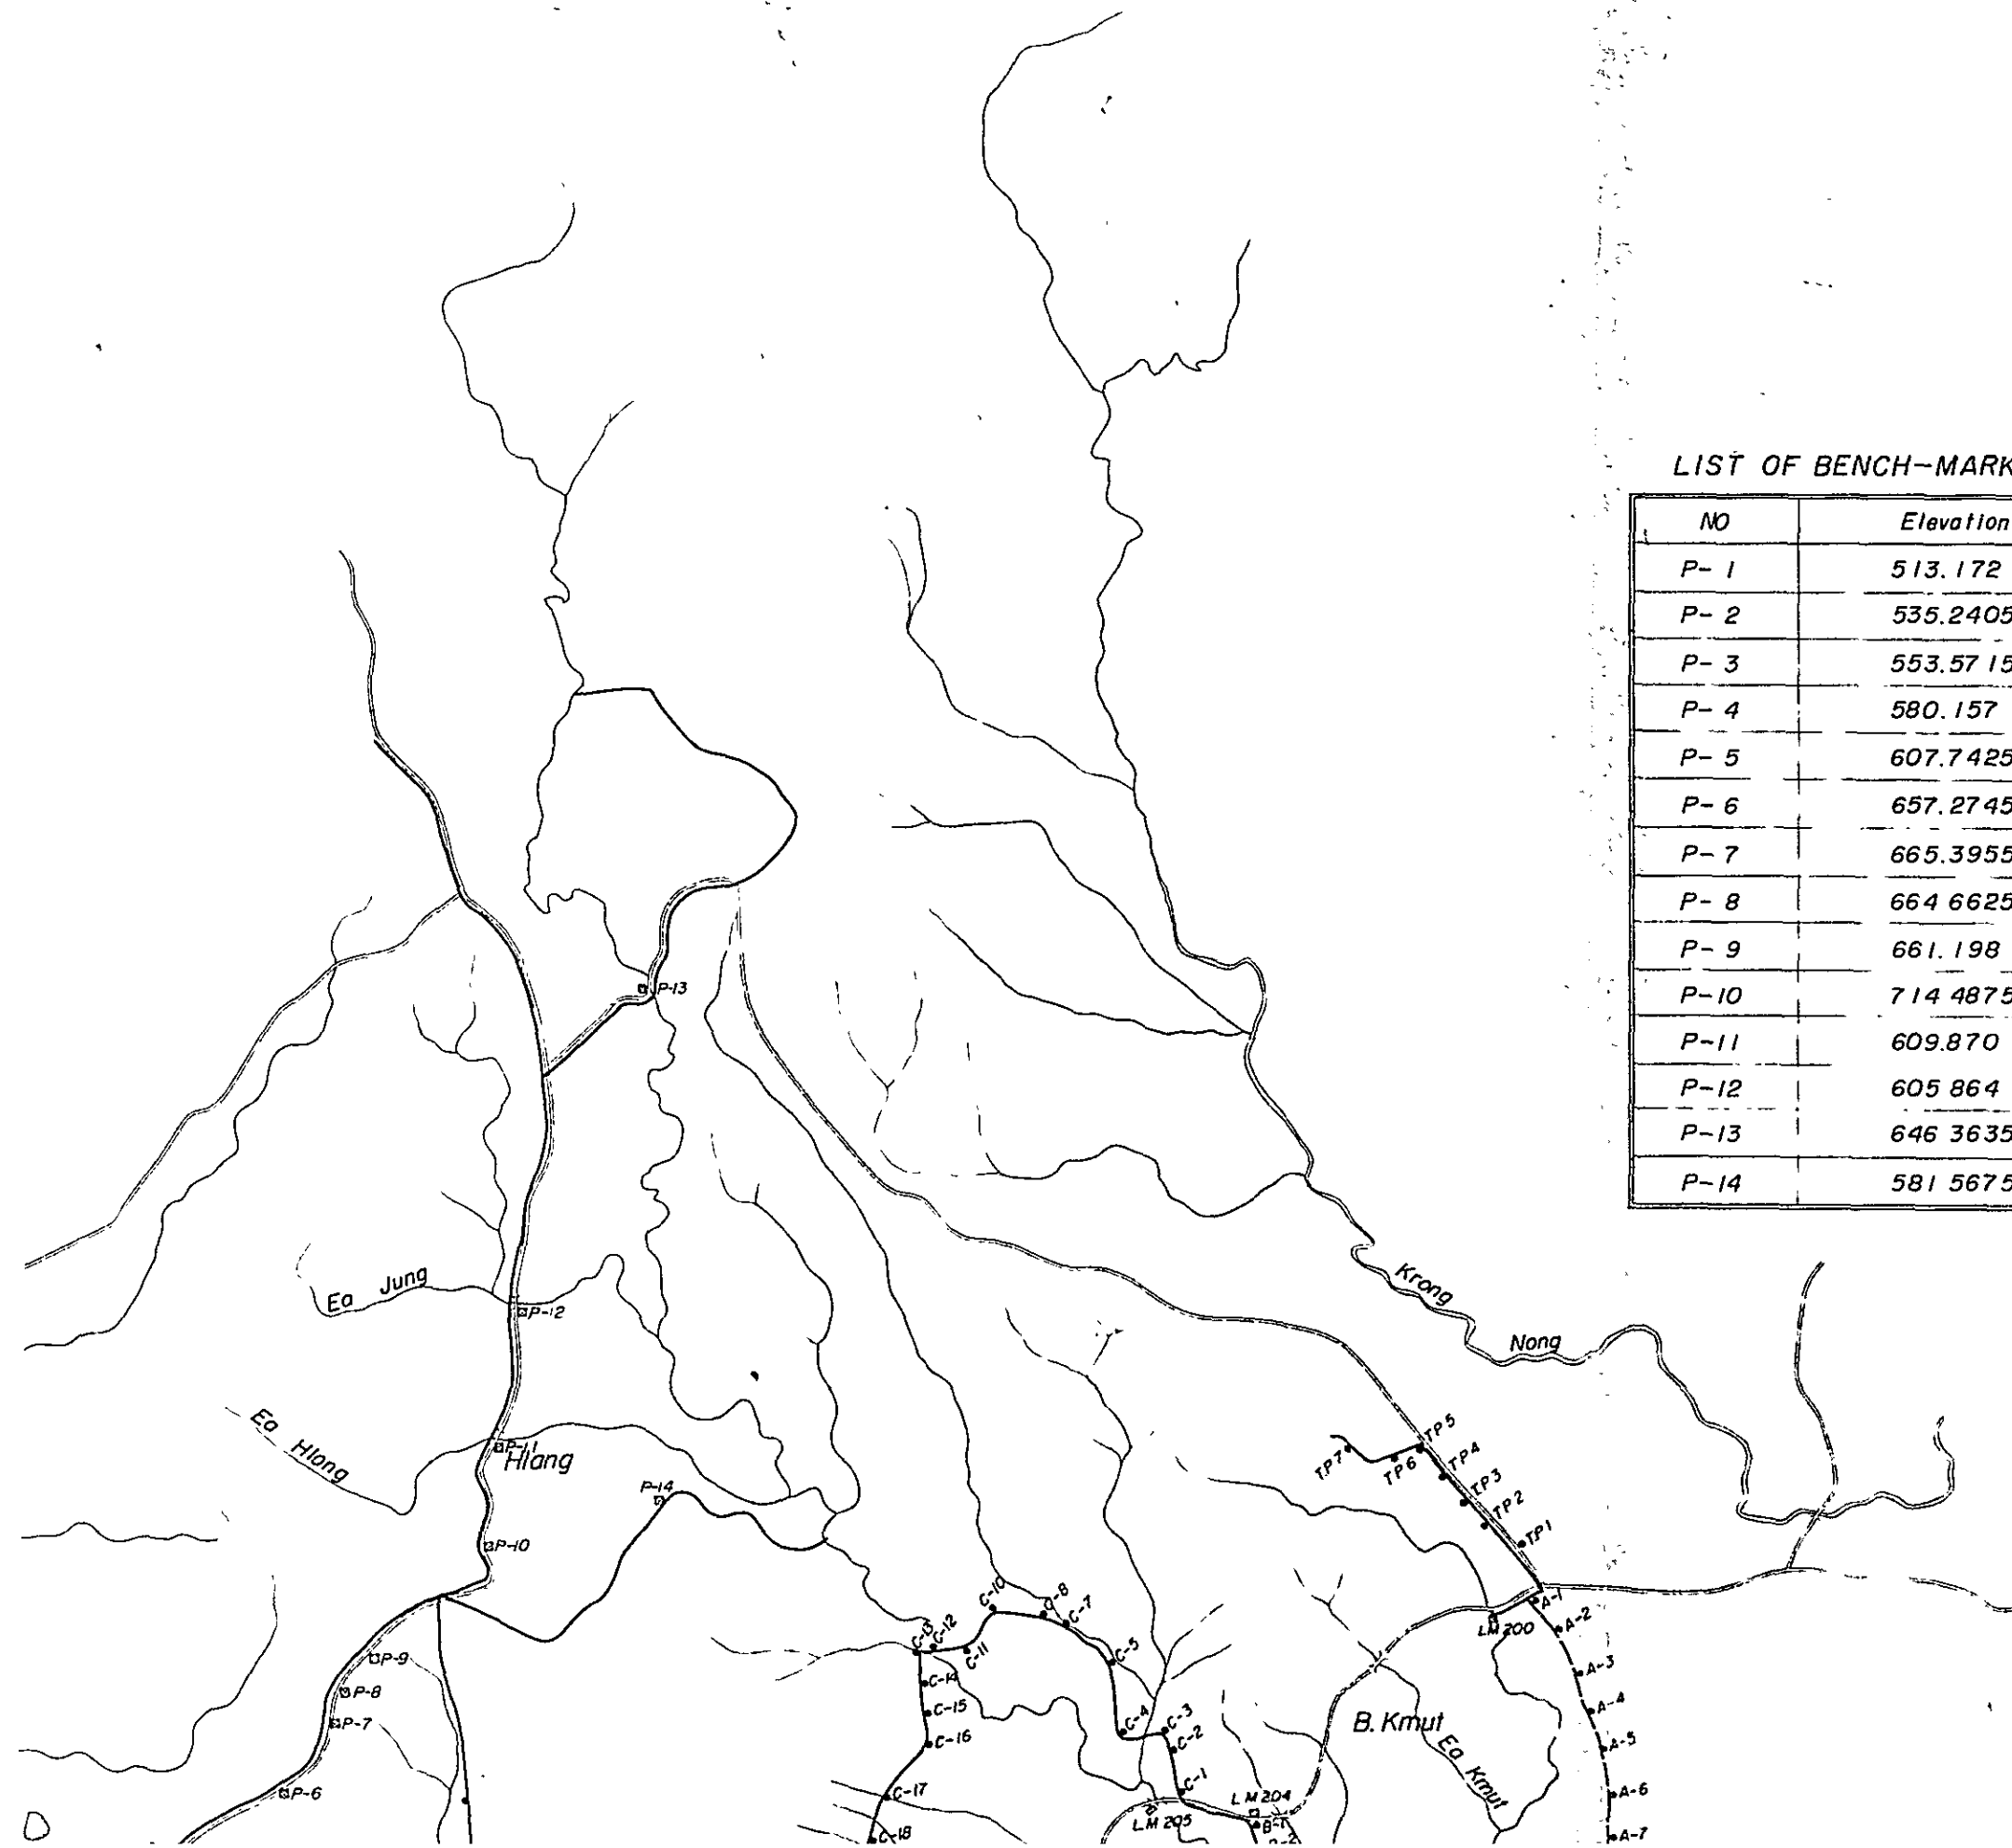 LIST OF BENCH-MARK
NO Elevation
P-1 513.172
P-2 535.2405
P-3 553.5715
P-4 580.157
P-5 607.7425
P-6 657.2745
P-7 665.3955
P-8 664 6625
P-9 661.198
P-10 714 4875
P-11 609.870
P-12 605 864
P-13 646 3635
P-14 581 5675
P-13
Krong
Nong
Ea Jung
P-12
Ea Hlong
P-11
Hlang
P-14
P-10
TP5
TP4
TP3
TP2
TP1
TP6
TP7
A-1
LM 200
A-2
A-3
A-4
A-5
A-6
A-7
C-10
C-8
C-7
C-5
C-13
C-12
C-11
C-14
C-15
C-16
C-17
C-18
C-4
C-3
C-2
C-1
P-9
P-8
P-7
P-6
B. Kmut
Ea Kmut
LM 204
LM 205
B-1